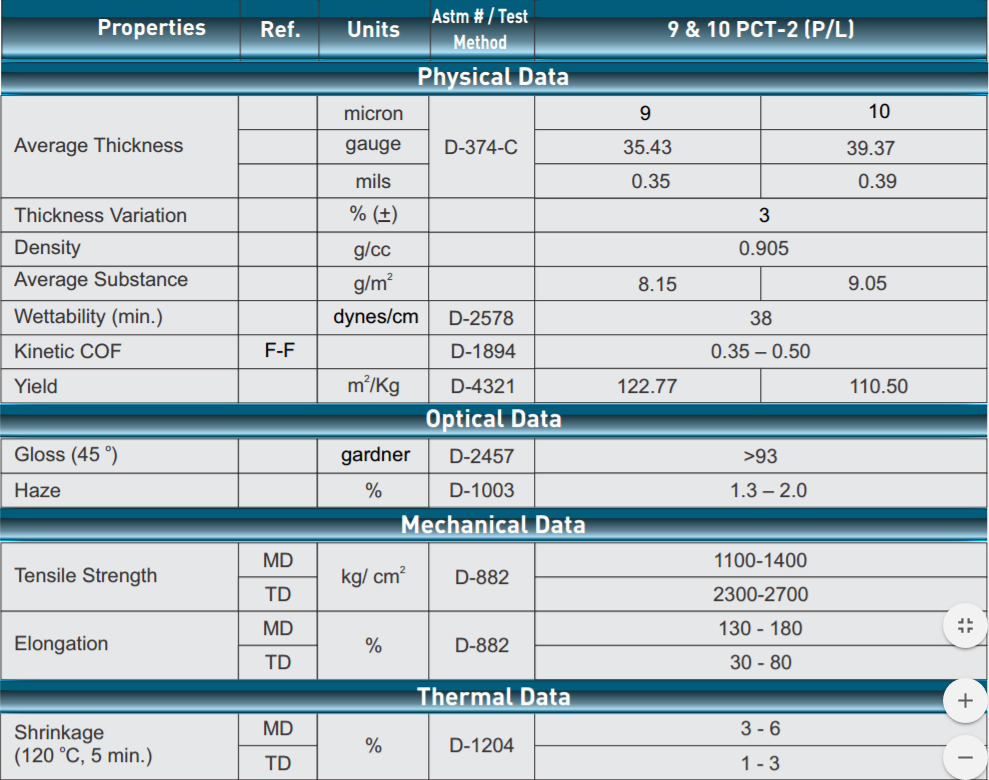 Properties Ref. Units Astm # / Test Method 9 & 10 PCT-2 (P/L)
Physical Data
Average Thickness micron D-374-C 9 10
gauge 35.43 39.37
mils 0.35 0.39
Thickness Variation % (±) 3
Density g/cc 0.905
Average Substance g/m² 8.15 9.05
Wettability (min.) dynes/cm D-2578 38
Kinetic COF F-F D-1894 0.35 – 0.50
Yield m²/Kg D-4321 122.77 110.50
Optical Data
Gloss (45 °) gardner D-2457 >93
Haze % D-1003 1.3 – 2.0
Mechanical Data
Tensile Strength MD kg/ cm² D-882 1100-1400
TD 2300-2700
Elongation MD % D-882 130 - 180
TD 30 - 80
Thermal Data
Shrinkage (120 °C, 5 min.) MD % D-1204 3 - 6
TD 1 - 3